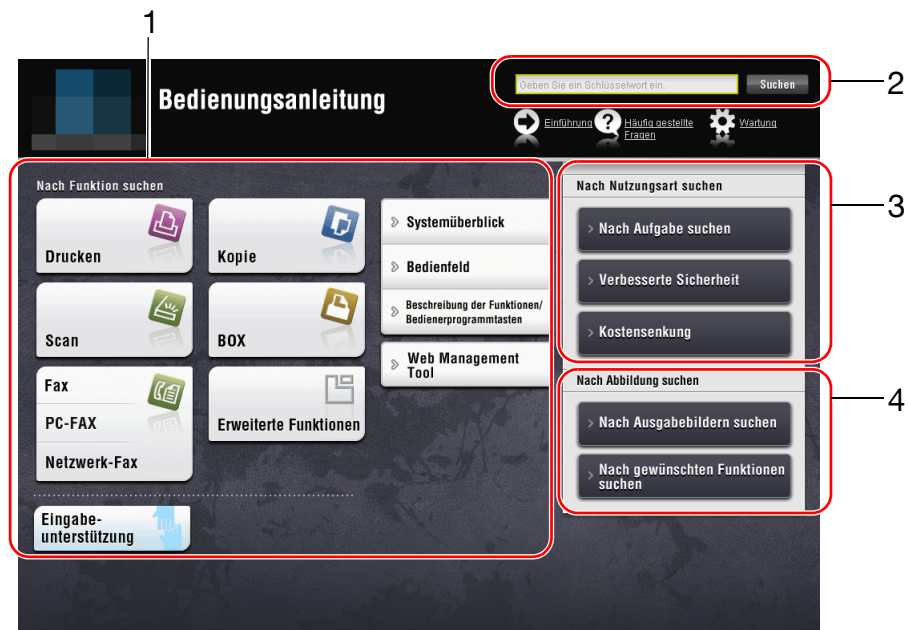 1
Bedienungsanleitung
Geben Sie ein Schlüsselwort ein.
Suchen
2
Einführung
Häufig gestellte
Fragen
Wartung
Nach Funktion suchen
Drucken
Kopie
Scan
BOX
Fax
PC-FAX
Netzwerk-Fax
Erweiterte Funktionen
Eingabe-
unterstützung
Systemüberblick
Bedienfeld
Beschreibung der Funktionen/
Bedienerprogrammtasten
Web Management
Tool
Nach Nutzungsart suchen
Nach Aufgabe suchen
Verbesserte Sicherheit
Kostensenkung
3
Nach Abbildung suchen
Nach Ausgabebildern suchen
Nach gewünschten Funktionen
suchen
4